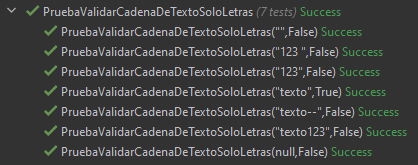 PruebaValidarCadenaDeTextoSoloLetras (7 tests) Success
PruebaValidarCadenaDeTextoSoloLetras("",False) Success
PruebaValidarCadenaDeTextoSoloLetras("123 ",False) Success
PruebaValidarCadenaDeTextoSoloLetras("123",False) Success
PruebaValidarCadenaDeTextoSoloLetras("texto",True) Success
PruebaValidarCadenaDeTextoSoloLetras("texto--",False) Success
PruebaValidarCadenaDeTextoSoloLetras("texto123",False) Success
PruebaValidarCadenaDeTextoSoloLetras(null,False) Success